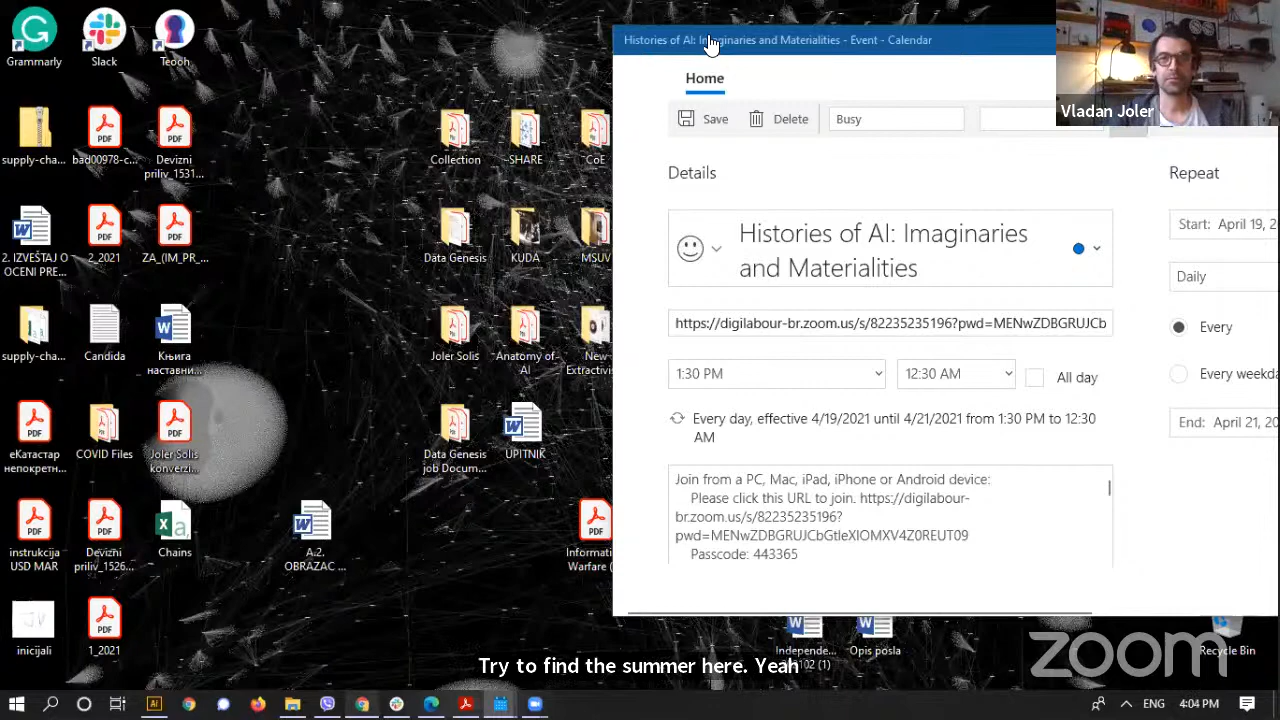 Grammarly
Slack
Teooh
supply-cha...
bad00978-c...
Devizni
priliv_1531...
2. IZVEŠTAJ O
OCENI PRE...
2_2021
ZA_(IM_PR_...
supply-cha...
Candida
Књига
наставни...
еКатастар
непокретн...
COVID Files
Joler Solis
konverzi...
instrukcija
USD MAR
Devizni
priliv_1526...
Chains
A.2.
OBRAZAC ...
inicijali
1_2021
Collection
SHARE
CoE
Data Genesis
KUDA
MSUV
Joler Solis
Anatomy of
AI
New
Extractivis
Data Genesis
job Docum...
UPITNIK
Informati
Warfare (
Histories of AI: Imaginaries and Materialities - Event - Calendar
Home
Save
Delete
Busy
Vladan Joler
Details
Repeat
Histories of AI: Imaginaries
and Materialities
Start: April 19, 2
Daily
https://digilabour-br.zoom.us/s/82235235196?pwd=MENwZDBGRUJCb
Every
1:30 PM
12:30 AM
All day
Every weekda
Every day, effective 4/19/2021 until 4/21/2021 from 1:30 PM to 12:30
AM
End: April 21, 20
Join from a PC, Mac, iPad, iPhone or Android device:
Please click this URL to join. https://digilabour-
br.zoom.us/s/82235235196?
pwd=MENwZDBGRUJCbGtleXlOMXV4Z0REUT09
Passcode: 443365
Independe...
102 (1)
Opis posla
Recycle Bin
zoom
Try to find the summer here. Yeah
ENG
4:04 PM